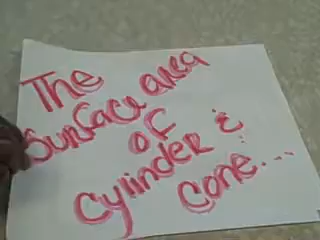 The
Surface area
of
Cylinder &
Cone...